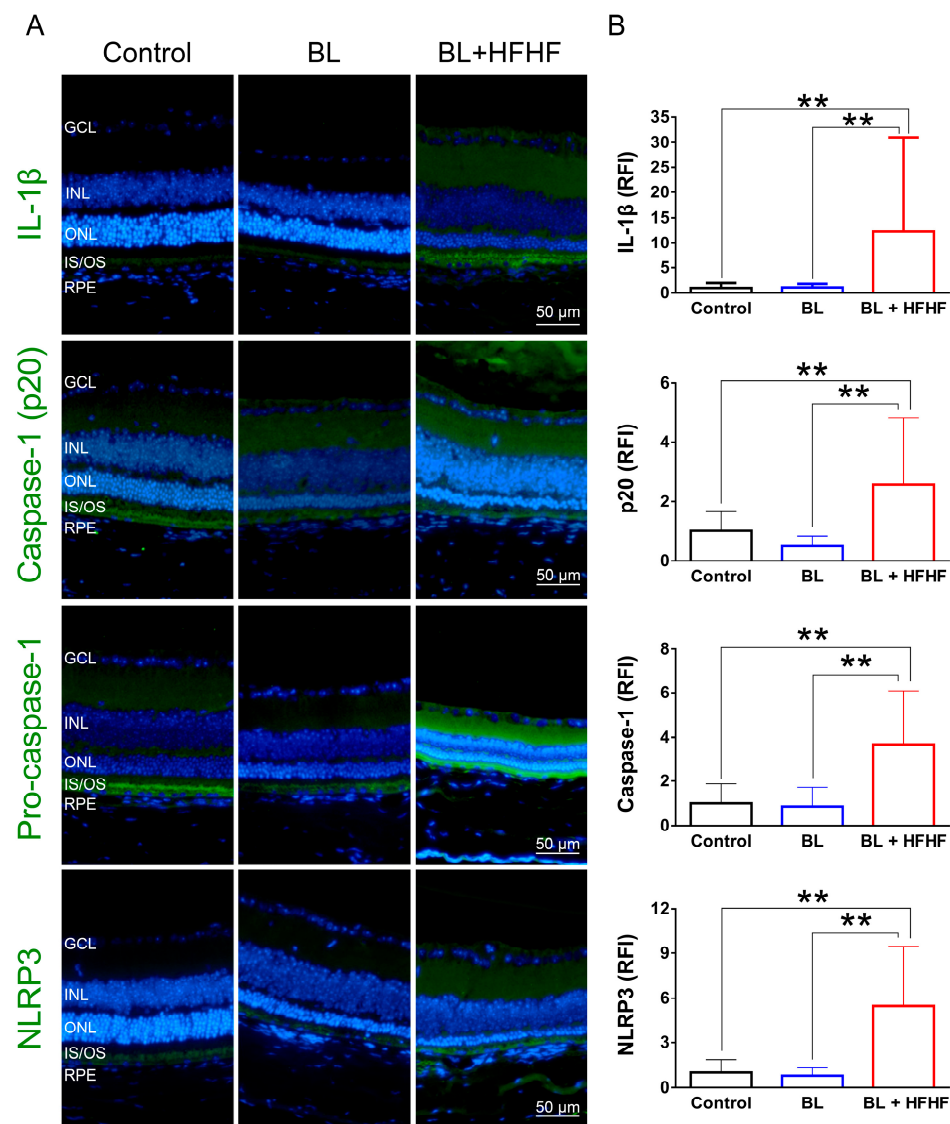 A
B
Control
BL
BL+HFHF
IL-1β
GCL
INL
ONL
IS/OS
RPE
50 µm
**
**
IL-1β (RFI)
35
30
25
20
15
10
5
0
Control
BL
BL + HFHF
Caspase-1 (p20)
GCL
INL
ONL
IS/OS
RPE
50 µm
**
**
p20 (RFI)
6
4
2
0
Control
BL
BL + HFHF
Pro-caspase-1
GCL
INL
ONL
IS/OS
RPE
50 µm
**
**
Caspase-1 (RFI)
8
6
4
2
0
Control
BL
BL + HFHF
NLRP3
GCL
INL
ONL
IS/OS
RPE
50 µm
**
**
NLRP3 (RFI)
12
9
6
3
0
Control
BL
BL + HFHF